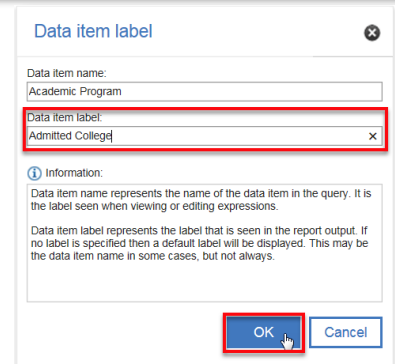 Data item label
Data item name:
Academic Program
Data item label:
Admitted College
Information:
Data item name represents the name of the data item in the query. It is
the label seen when viewing or editing expressions.
Data item label represents the label that is seen in the report output. If
no label is specified then a default label will be displayed. This may be
the data item name in some cases, but not always.
OK
Cancel